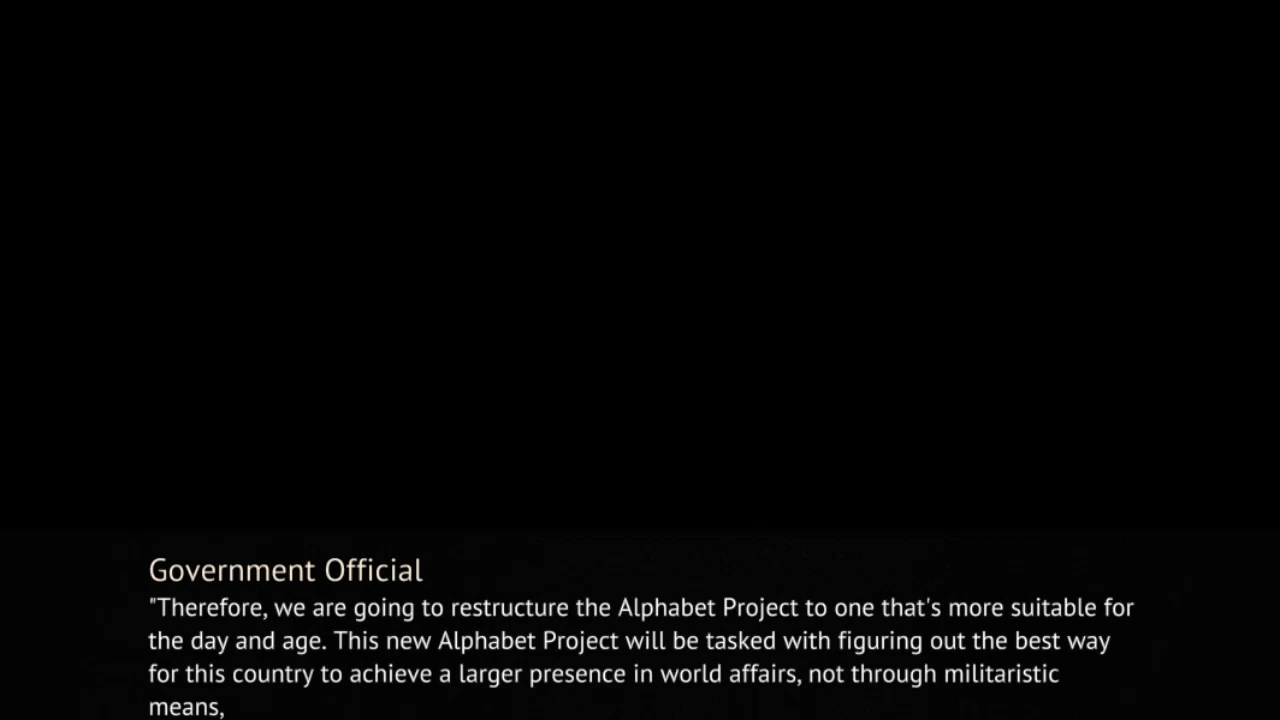 Government Official
"Therefore, we are going to restructure the Alphabet Project to one that's more suitable for
the day and age. This new Alphabet Project will be tasked with figuring out the best way
for this country to achieve a larger presence in world affairs, not through militaristic
means,